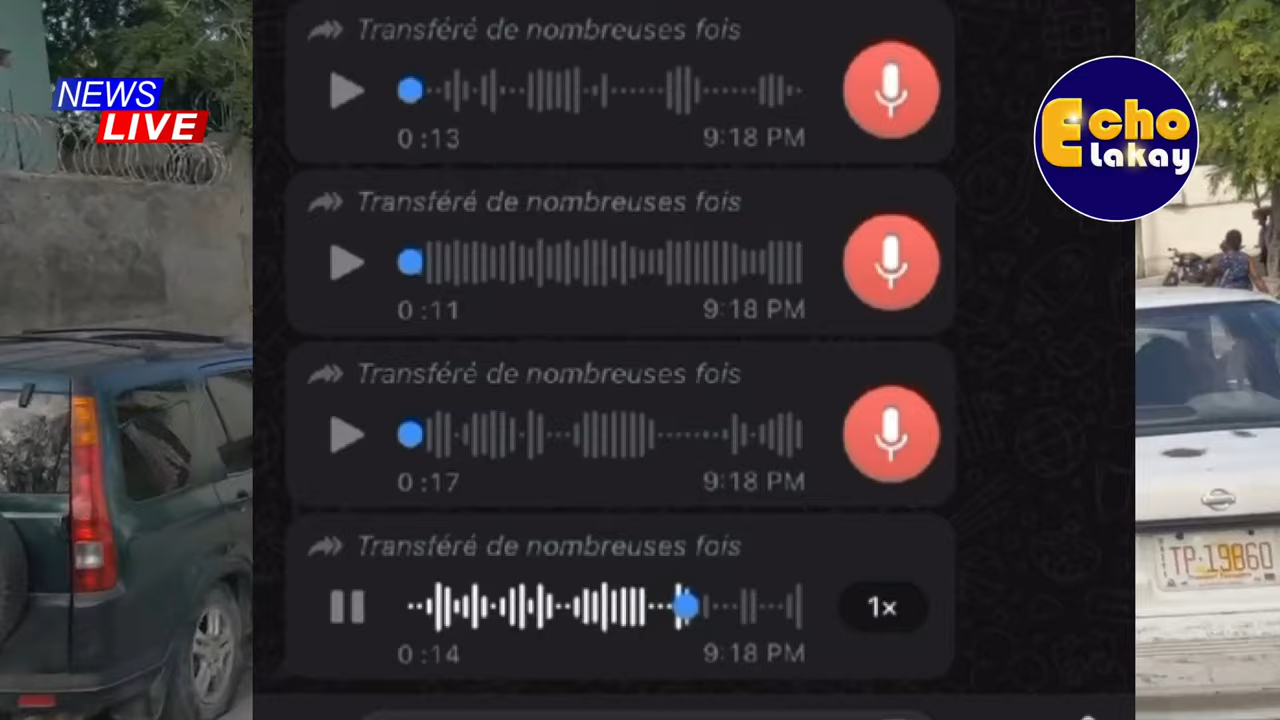 Transféré de nombreuses fois
0:13 9:18 PM
NEWS
LIVE
Echo
Lakay
Transféré de nombreuses fois
0:11 9:18 PM
Transféré de nombreuses fois
0:17 9:18 PM
TP·19860
Transféré de nombreuses fois
1x
0:14 9:18 PM